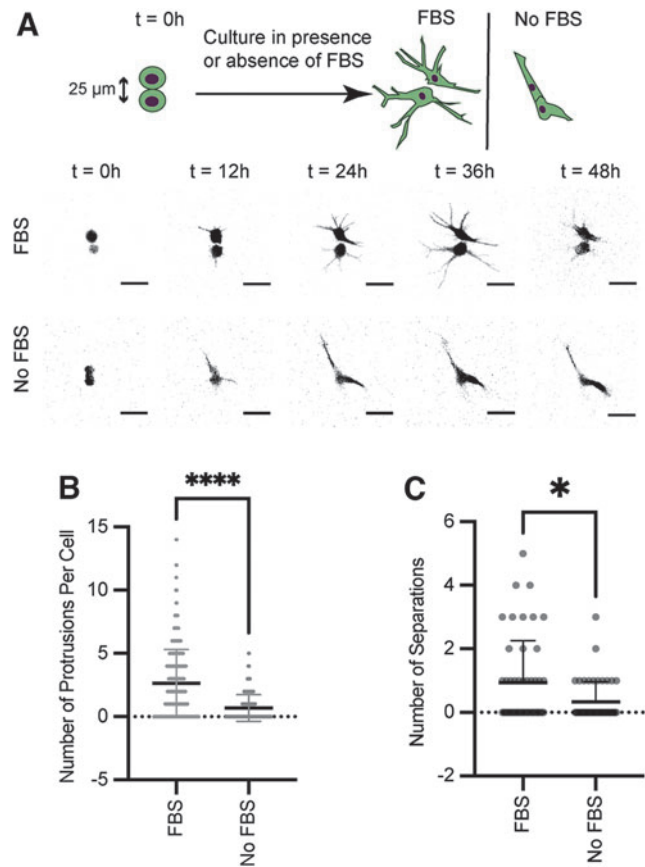 A
t = 0h
25 µm
Culture in presence
or absence of FBS
FBS
No FBS
t = 0h
t = 12h
t = 24h
t = 36h
t = 48h
FBS
No FBS
B
****
Number of Protrusions Per Cell
15
10
5
0
-5
FBS
No FBS
C
*
Number of Separations
6
4
2
0
-2
FBS
No FBS